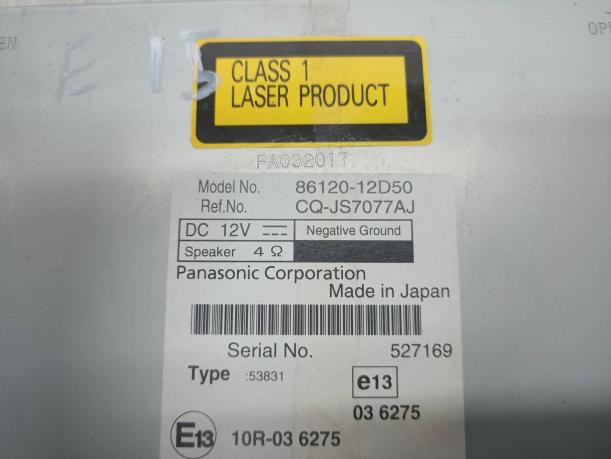 E 15
CLASS 1
LASER PRODUCT
FA032017
Model No. 86120-12D50
Ref.No. CQ-JS7077AJ
DC 12V Negative Ground
Speaker 4 Ω
Panasonic Corporation
Made in Japan
Serial No. 527169
Type :53831 e13
03 6275
E13 10R-03 6275